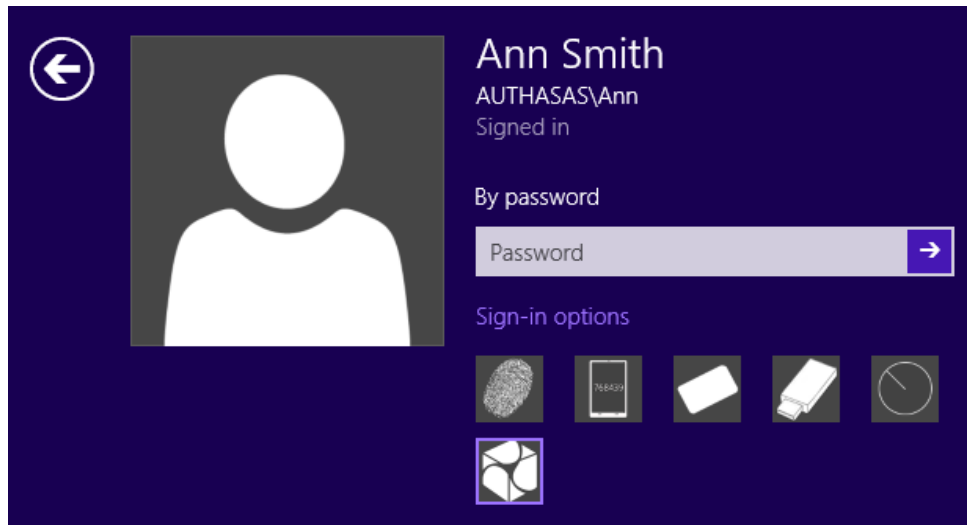 Ann Smith
AUTHASAS\Ann
Signed in
By password
Password
Sign-in options
768439